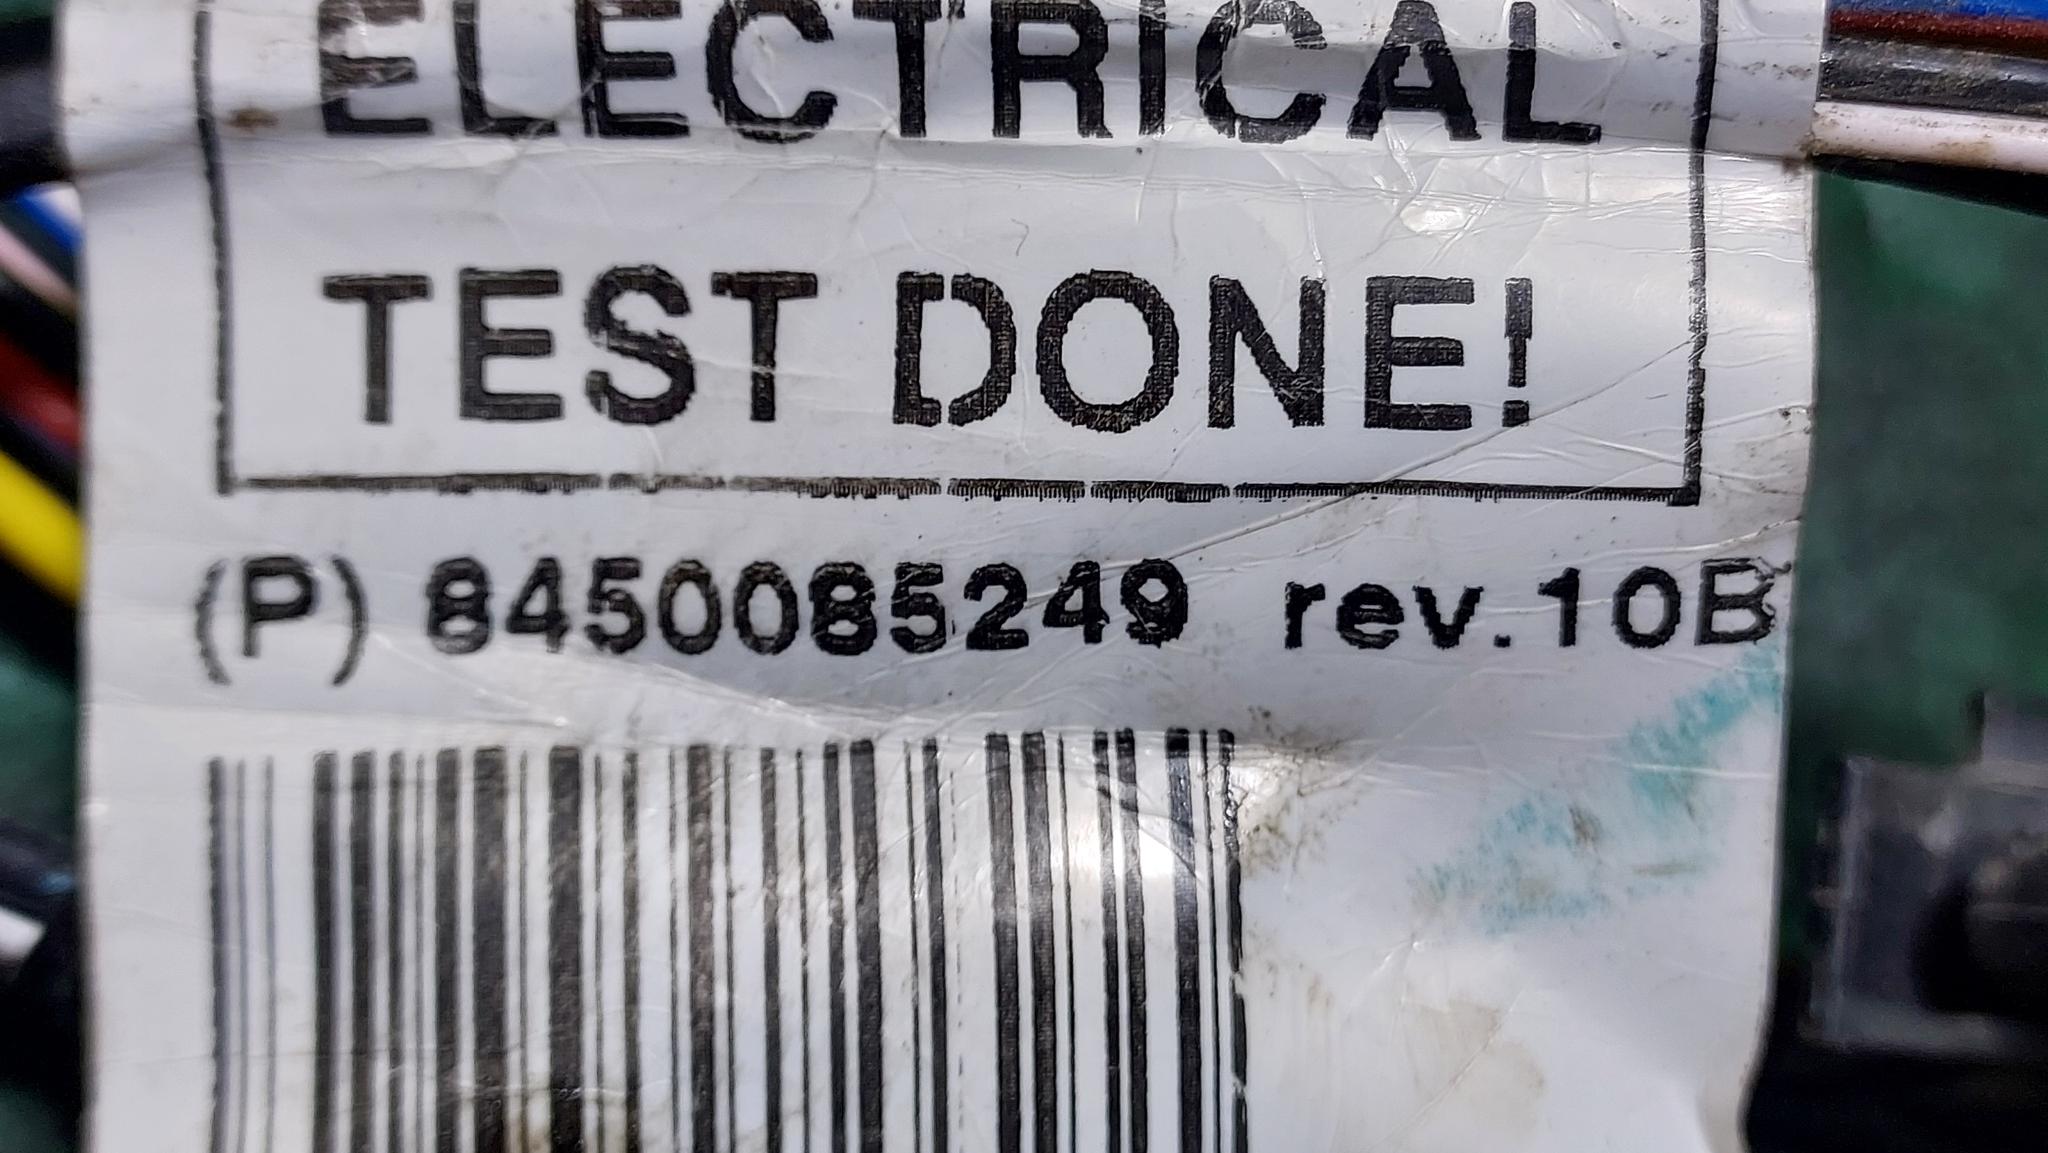 ELECTRICAL
TEST DONE!
(P) 8450085249 rev.10B